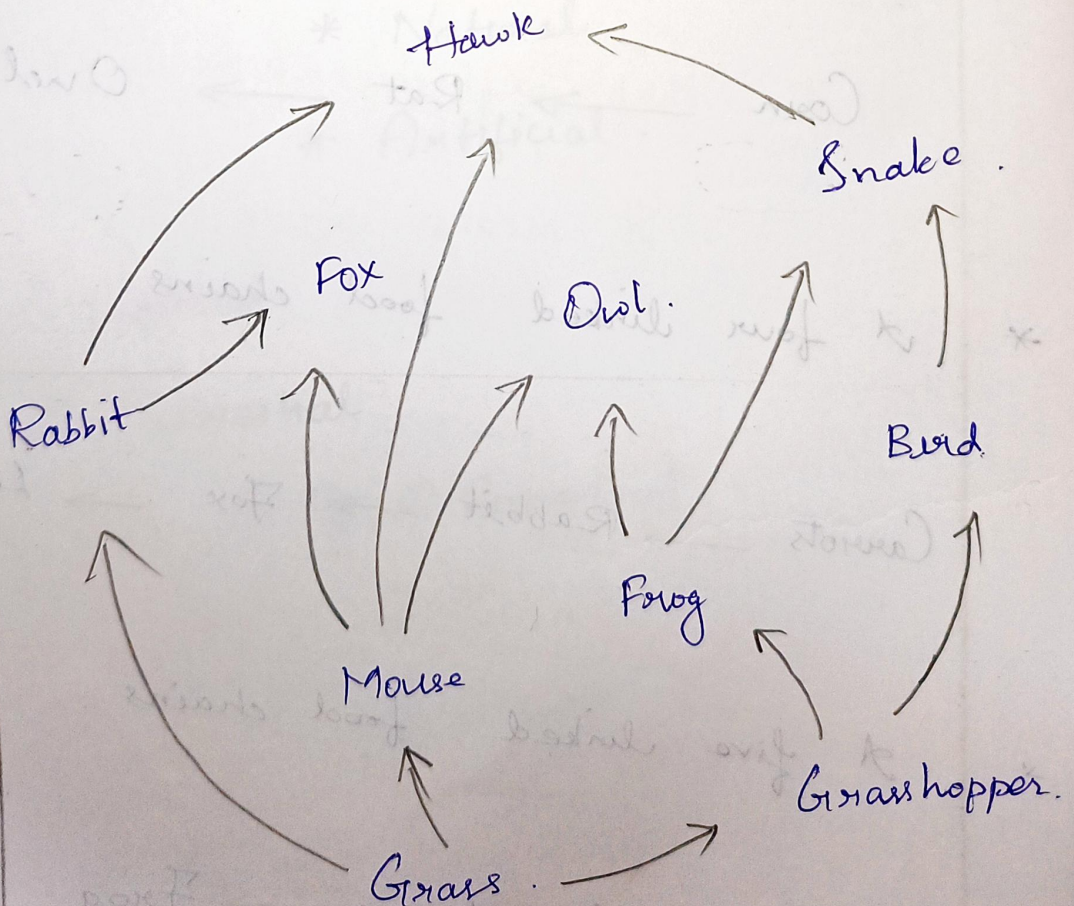 Hawk
Snake.
Fox
Owl.
Rabbit
Bird
Frog
Mouse
Grasshopper.
Grass.